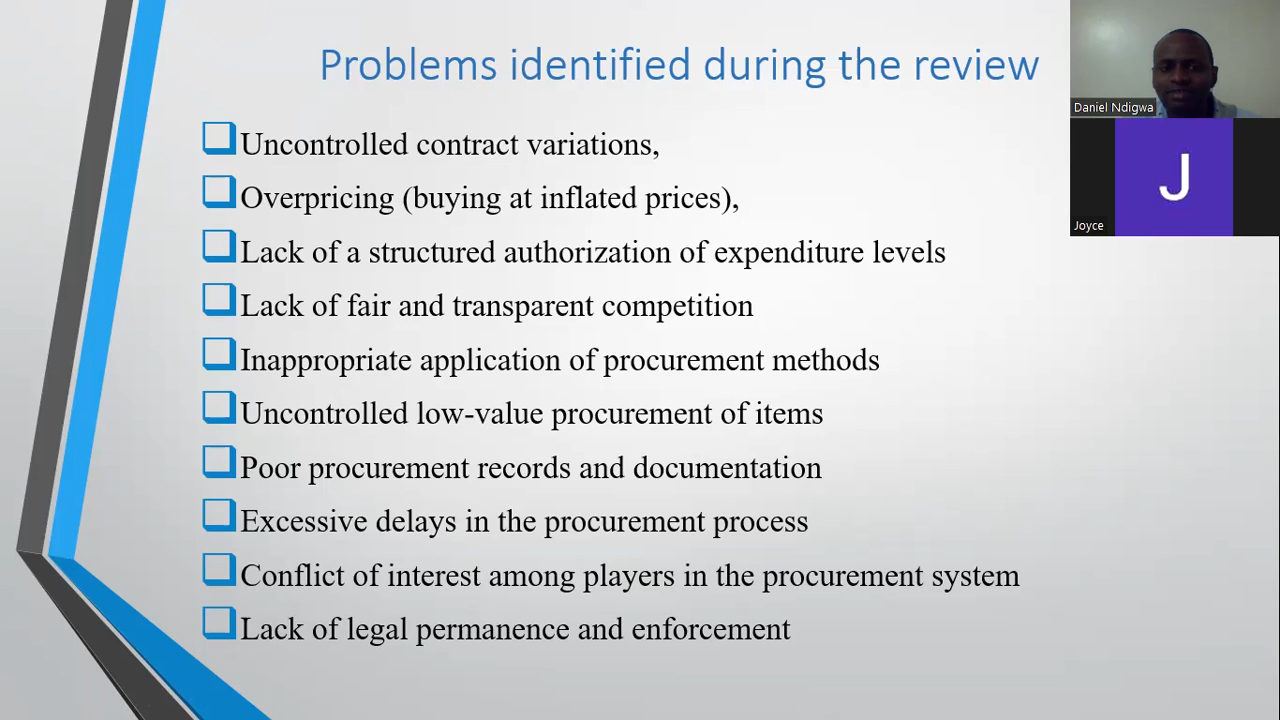 Problems identified during the review
Uncontrolled contract variations,
Overpricing (buying at inflated prices),
Lack of a structured authorization of expenditure levels
Lack of fair and transparent competition
Inappropriate application of procurement methods
Uncontrolled low-value procurement of items
Poor procurement records and documentation
Excessive delays in the procurement process
Conflict of interest among players in the procurement system
Lack of legal permanence and enforcement
Daniel Ndigwa
J
Joyce